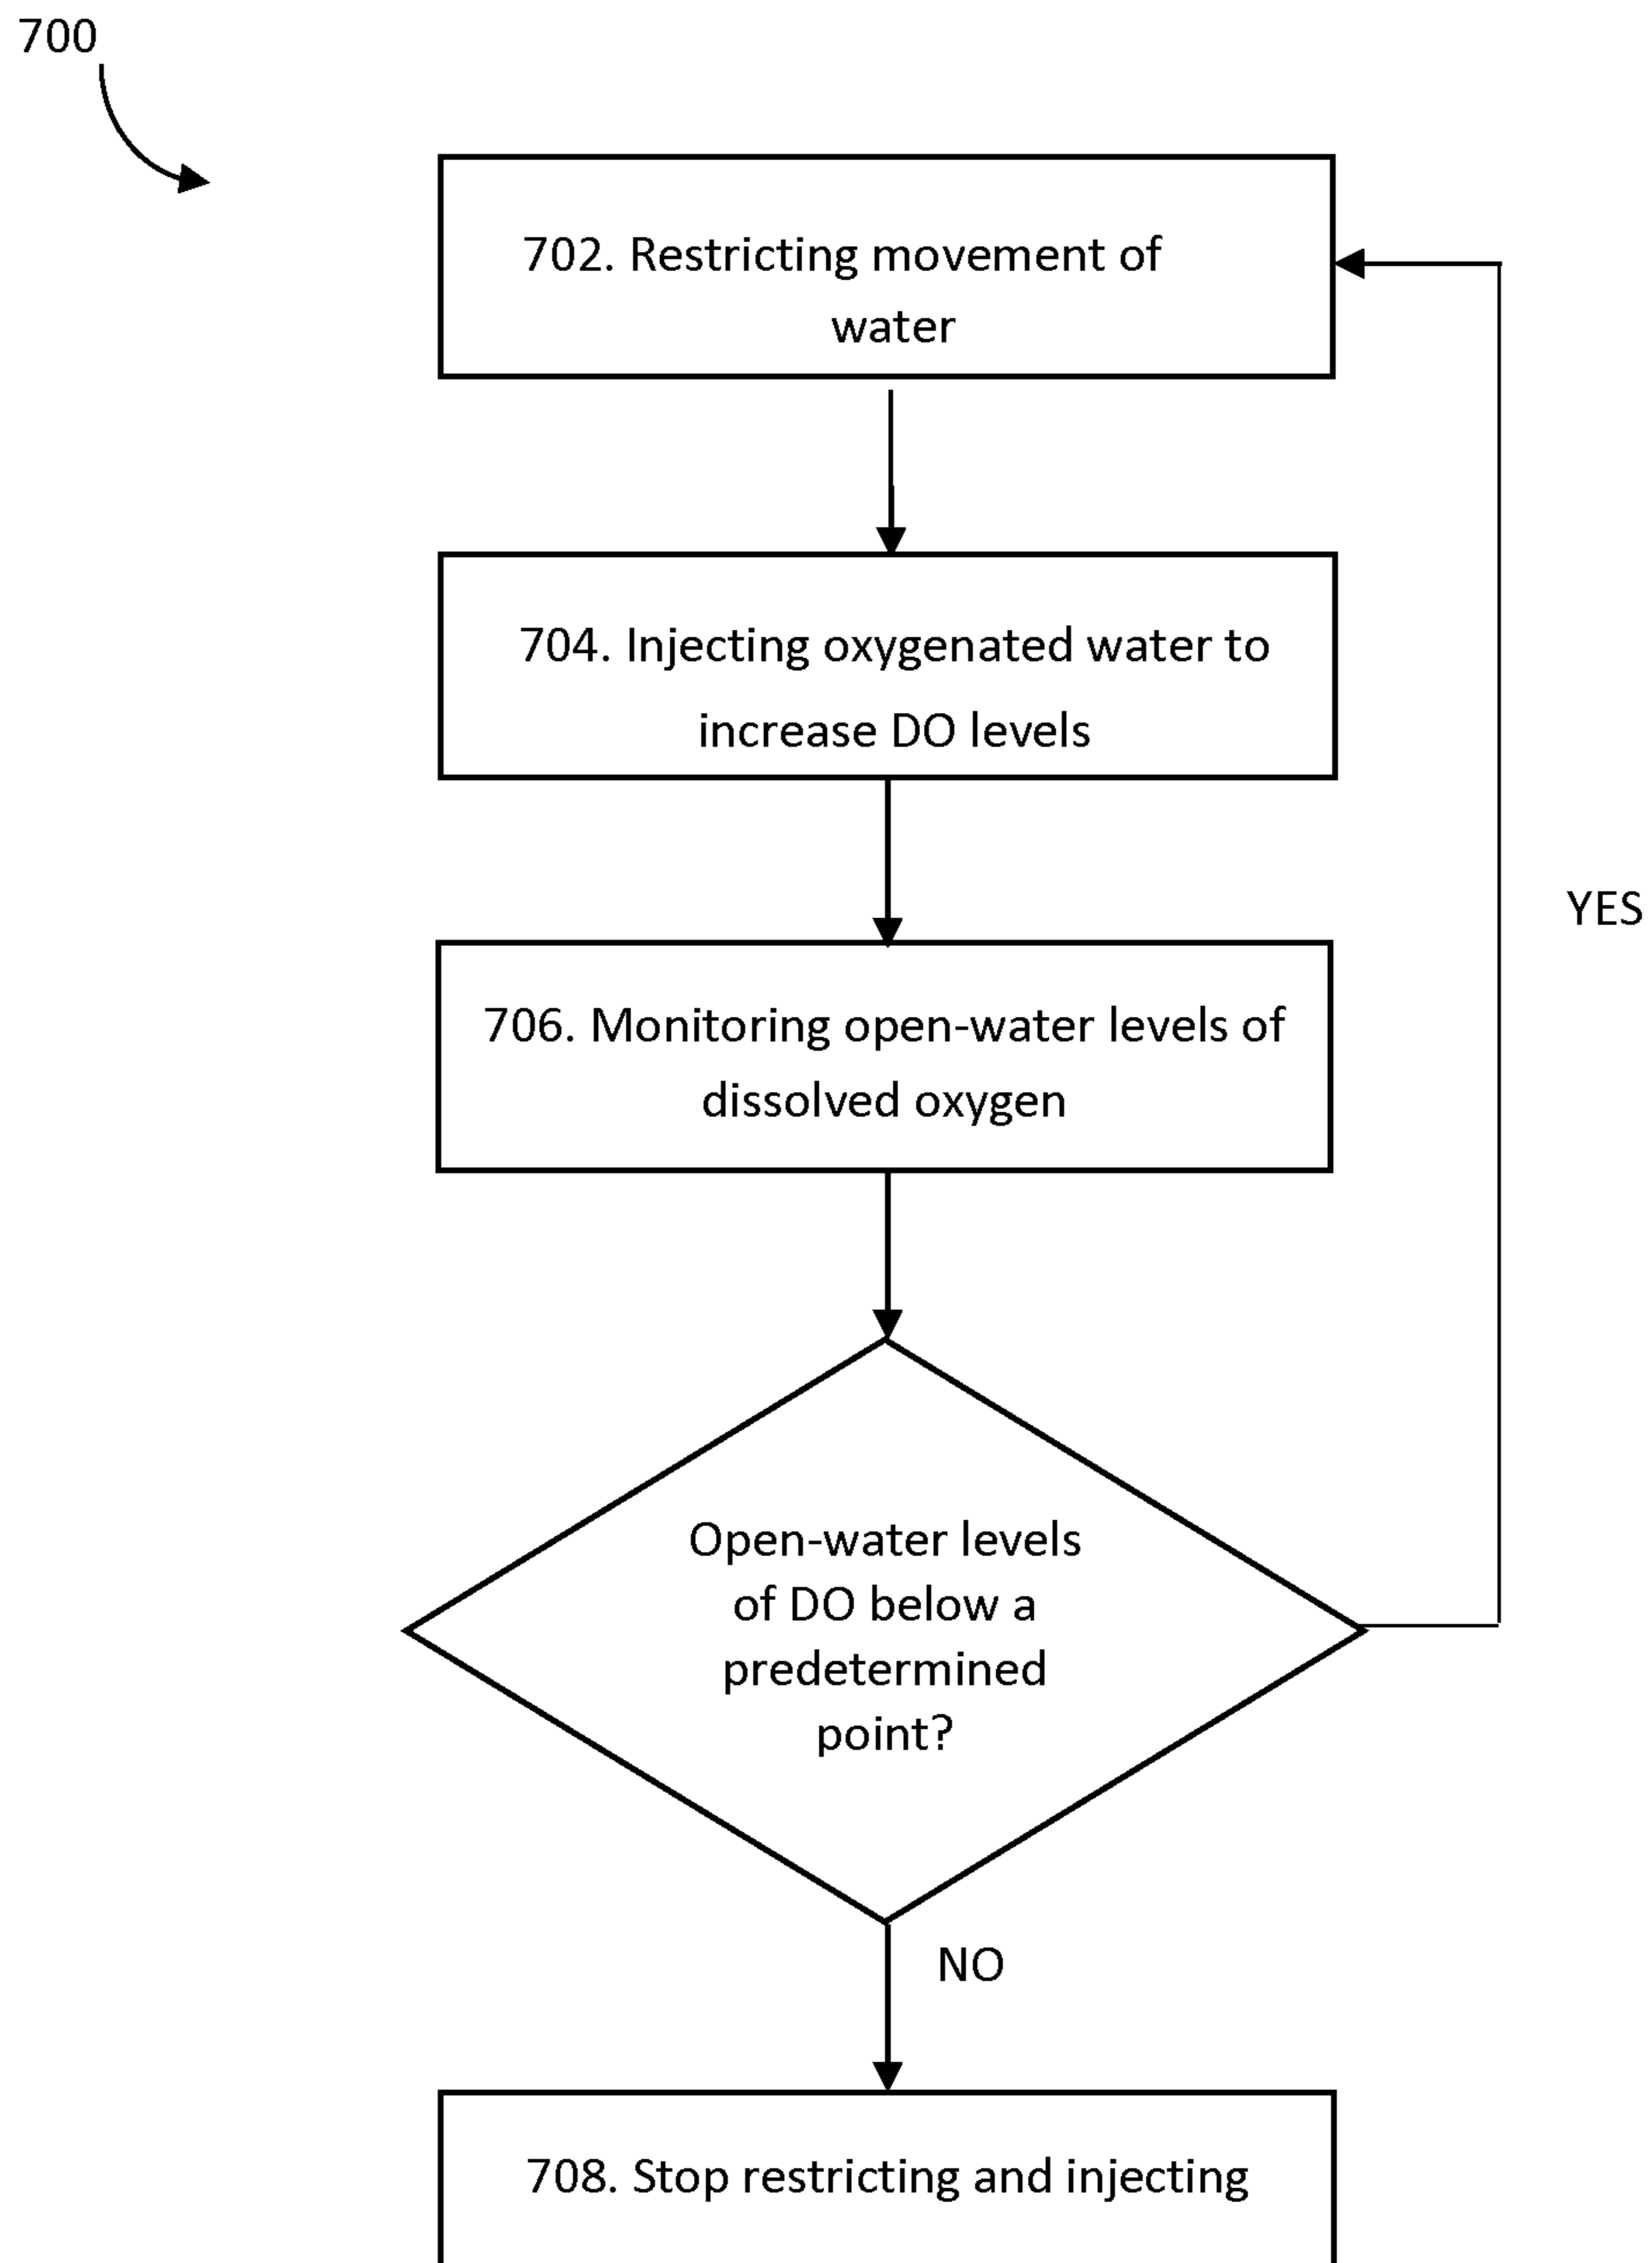 700
702. Restricting movement of
water
704. Injecting oxygenated water to
increase DO levels
706. Monitoring open-water levels of
dissolved oxygen
YES
Open-water levels
of DO below a
predetermined
point?
NO
708. Stop restricting and injecting